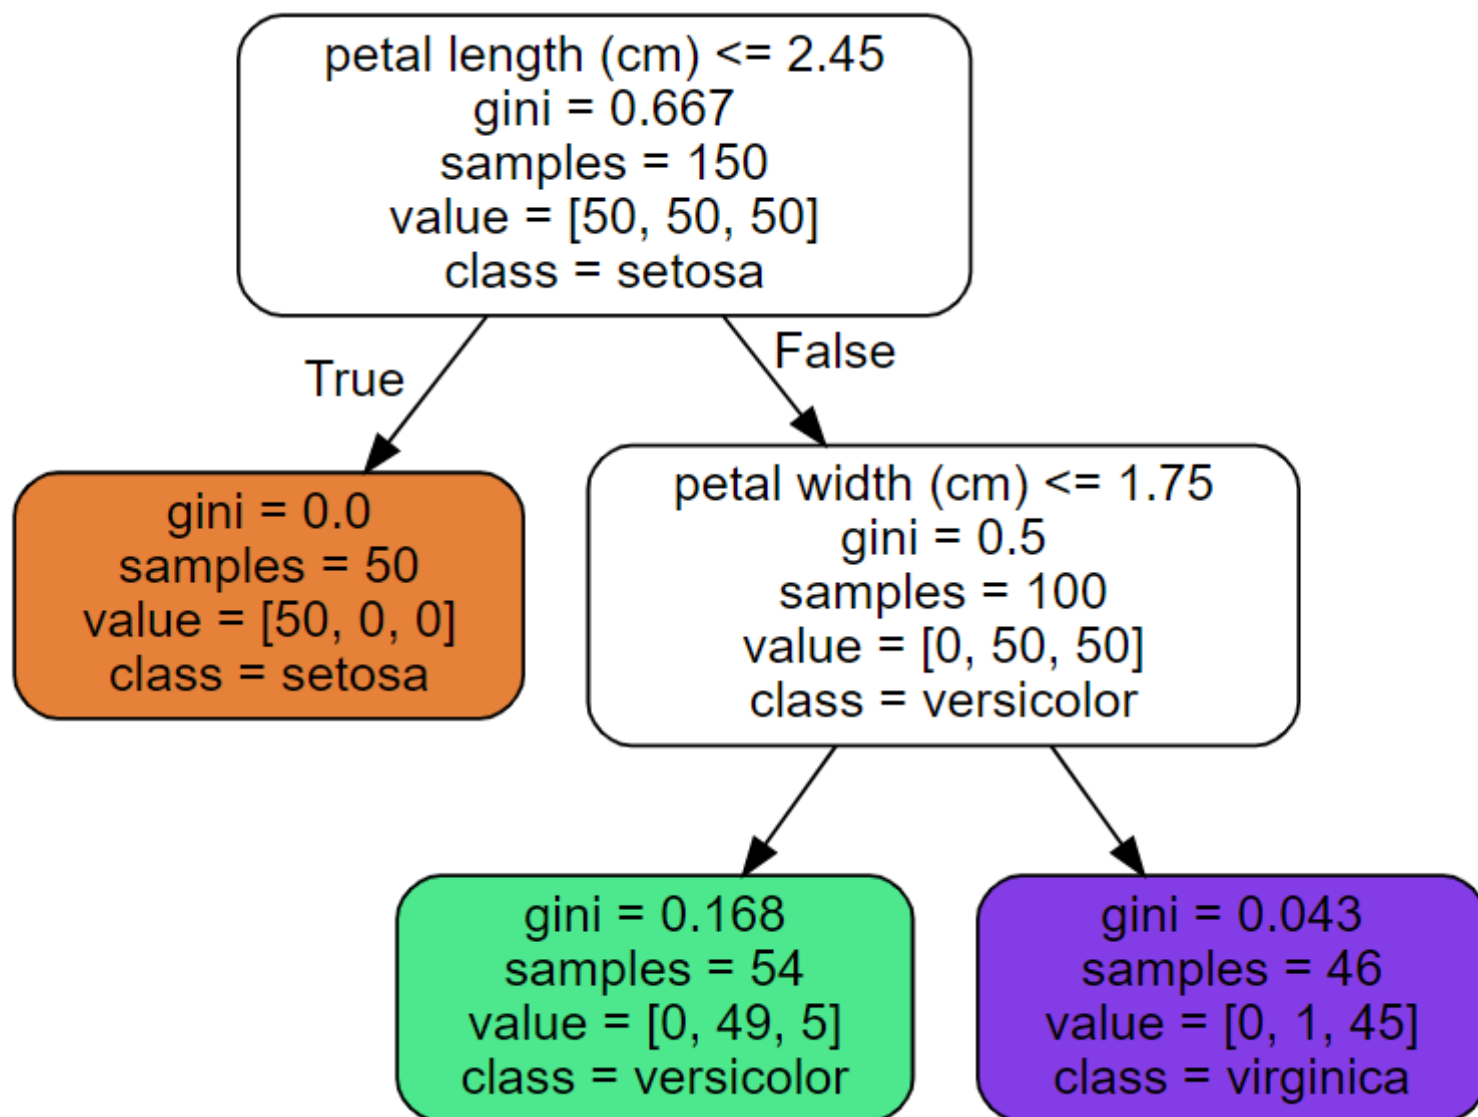 petal length (cm) <= 2.45
gini = 0.667
samples = 150
value = [50, 50, 50]
class = setosa
True
False
gini = 0.0
samples = 50
value = [50, 0, 0]
class = setosa
petal width (cm) <= 1.75
gini = 0.5
samples = 100
value = [0, 50, 50]
class = versicolor
gini = 0.168
samples = 54
value = [0, 49, 5]
class = versicolor
gini = 0.043
samples = 46
value = [0, 1, 45]
class = virginica